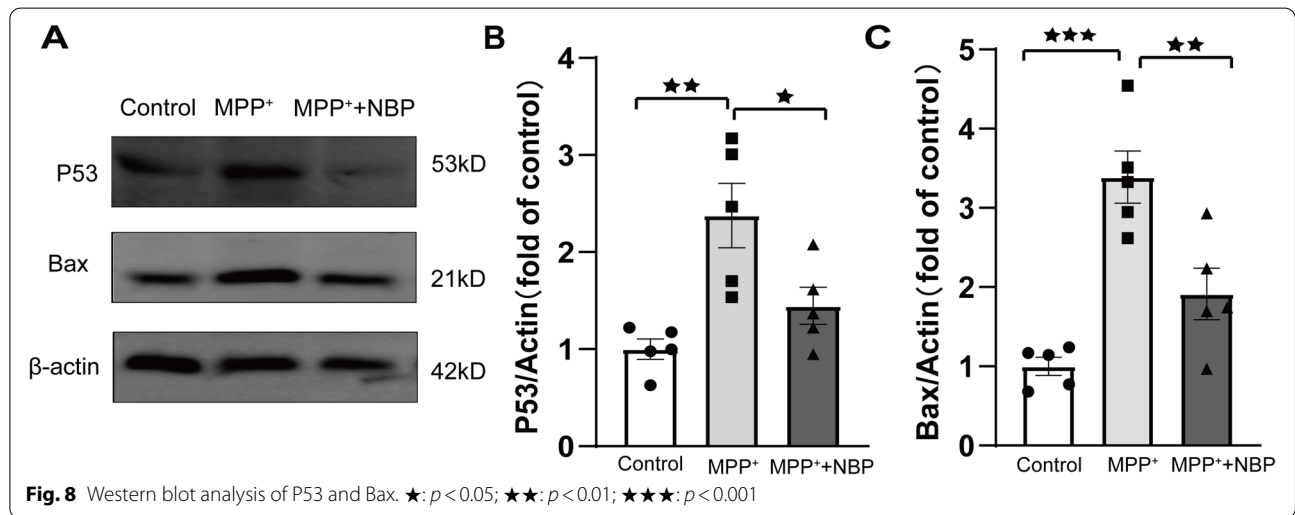 A
Control MPP⁺ MPP⁺+NBP
P53 53kD
Bax 21kD
β-actin 42kD
B
P53/Actin(fold of control)
4
3
2
1
0
★★
★
Control MPP⁺ MPP⁺+NBP
C
Bax/Actin(fold of control)
5
4
3
2
1
0
★★★
★★
Control MPP⁺ MPP⁺+NBP
Fig. 8 Western blot analysis of P53 and Bax. ★: p < 0.05; ★★: p < 0.01; ★★★: p < 0.001